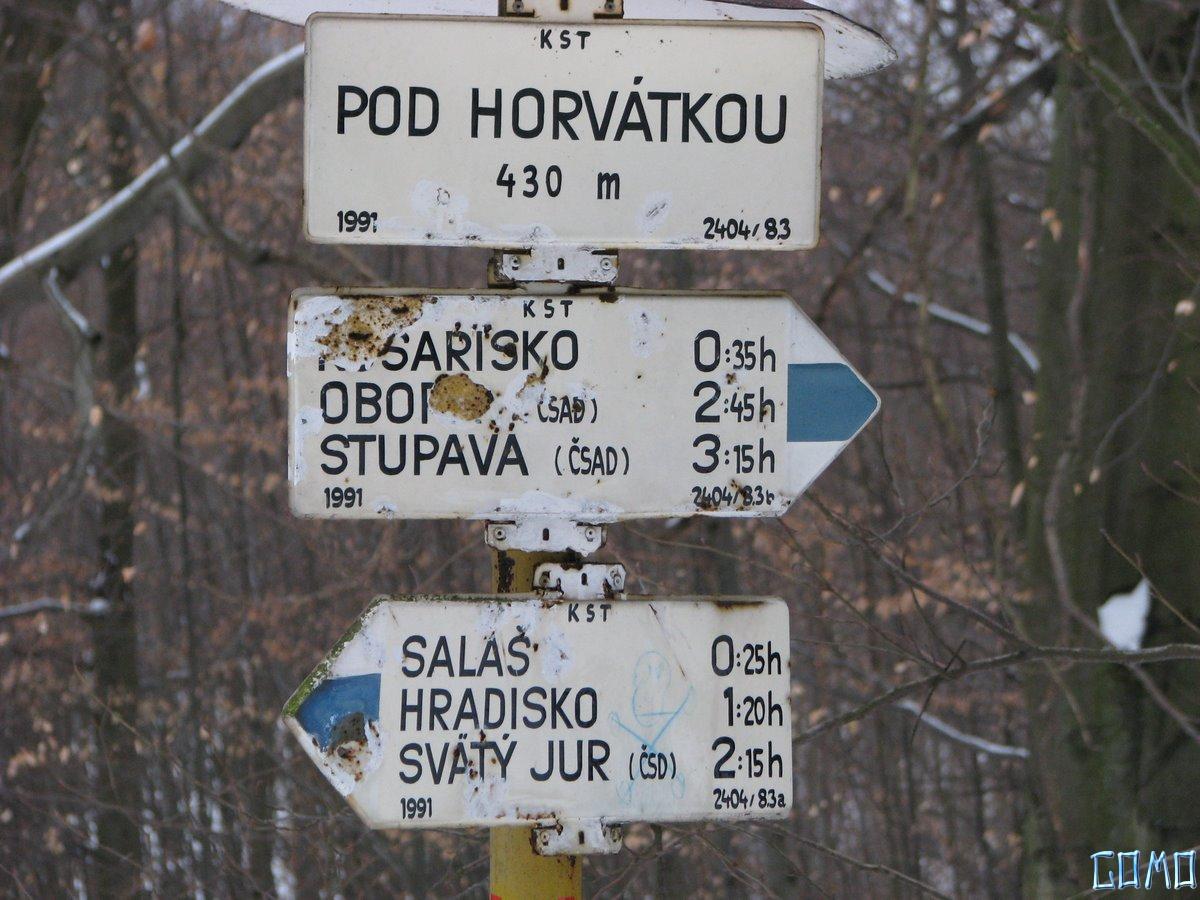 KST
POD HORVÁTKOU
430 m
1991 2404/83
KST
0:35h
(ČSAD) 2:45h
STUPAVA (ČSAD) 3:15h
1991 2404/83b
KST
SALAŠ 0:25h
HRADISKO 1:20h
SVÄTÝ JUR (ČSD) 2:15h
1991 2404/83a
COMO